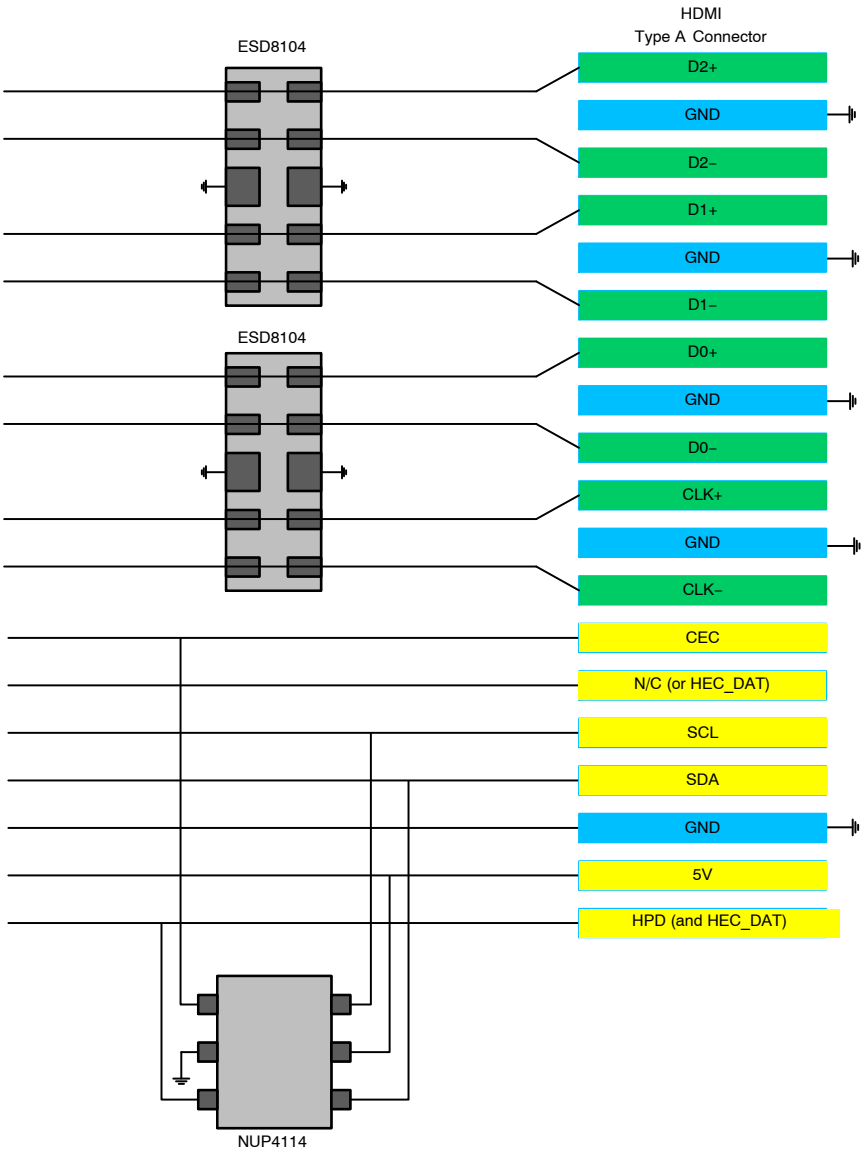 HDMI
Type A Connector
ESD8104
D2+
GND
D2−
D1+
GND
D1−
ESD8104
D0+
GND
D0−
CLK+
GND
CLK−
CEC
N/C (or HEC_DAT)
SCL
SDA
GND
5V
HPD (and HEC_DAT)
NUP4114